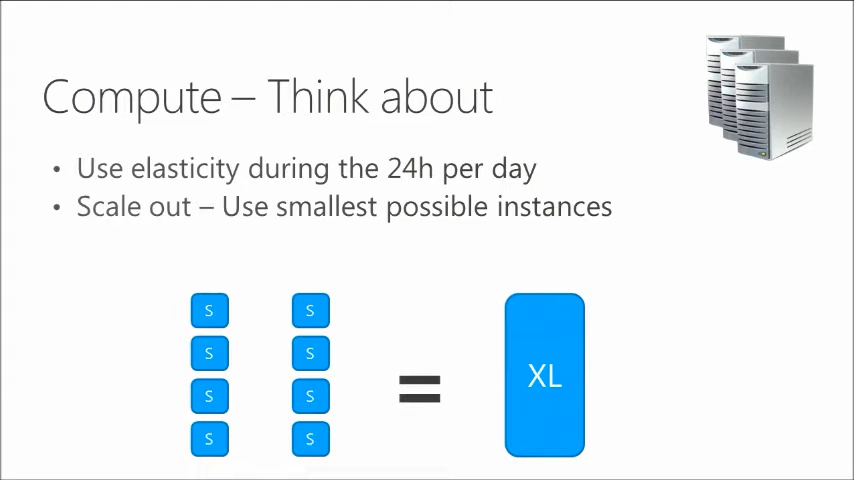 Compute – Think about
• Use elasticity during the 24h per day
• Scale out – Use smallest possible instances
S S
S S
S S
S S
=
XL